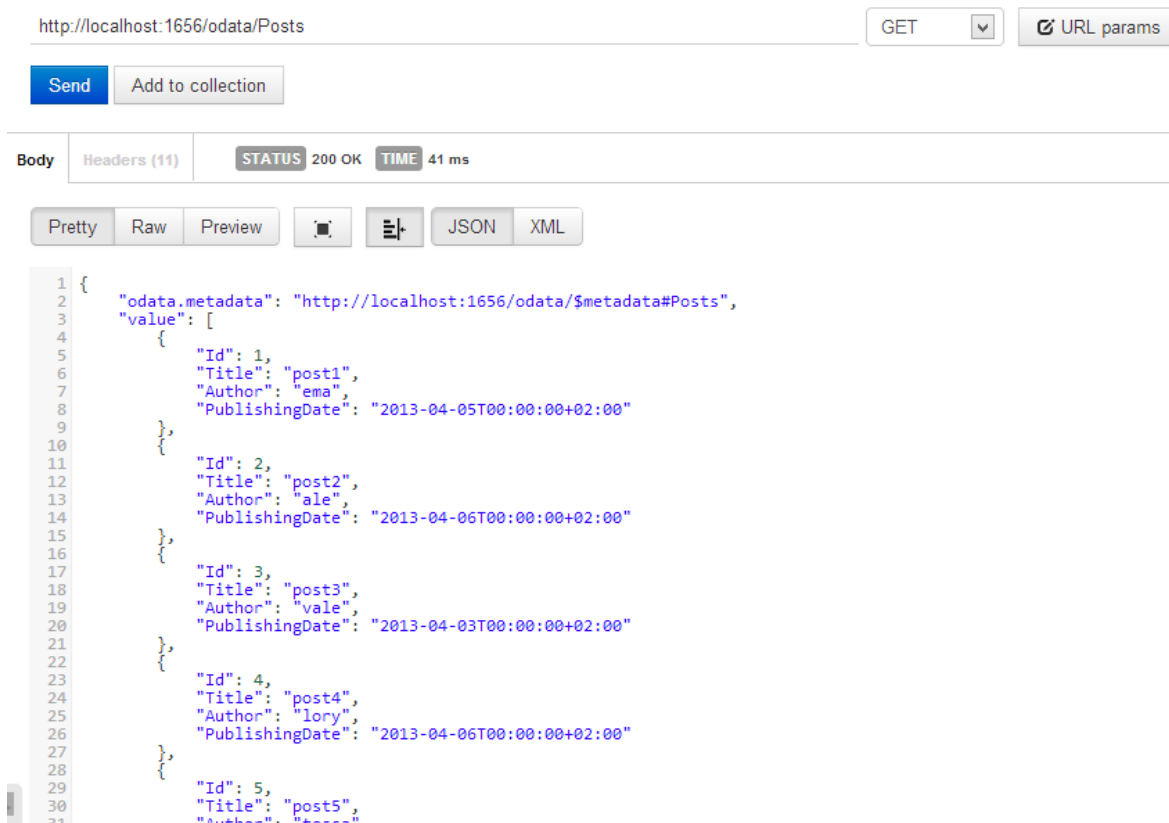 http://localhost:1656/odata/Posts GET URL params
Send Add to collection
Body Headers (11) STATUS 200 OK TIME 41 ms
Pretty Raw Preview JSON XML
1 {
2 "odata.metadata": "http://localhost:1656/odata/$metadata#Posts",
3 "value": [
4 {
5 "Id": 1,
6 "Title": "post1",
7 "Author": "ema",
8 "PublishingDate": "2013-04-05T00:00:00+02:00"
9 },
10 {
11 "Id": 2,
12 "Title": "post2",
13 "Author": "ale",
14 "PublishingDate": "2013-04-06T00:00:00+02:00"
15 },
16 {
17 "Id": 3,
18 "Title": "post3",
19 "Author": "vale",
20 "PublishingDate": "2013-04-03T00:00:00+02:00"
21 },
22 {
23 "Id": 4,
24 "Title": "post4",
25 "Author": "lory",
26 "PublishingDate": "2013-04-06T00:00:00+02:00"
27 },
28 {
29 "Id": 5,
30 "Title": "post5",
31 "Author":